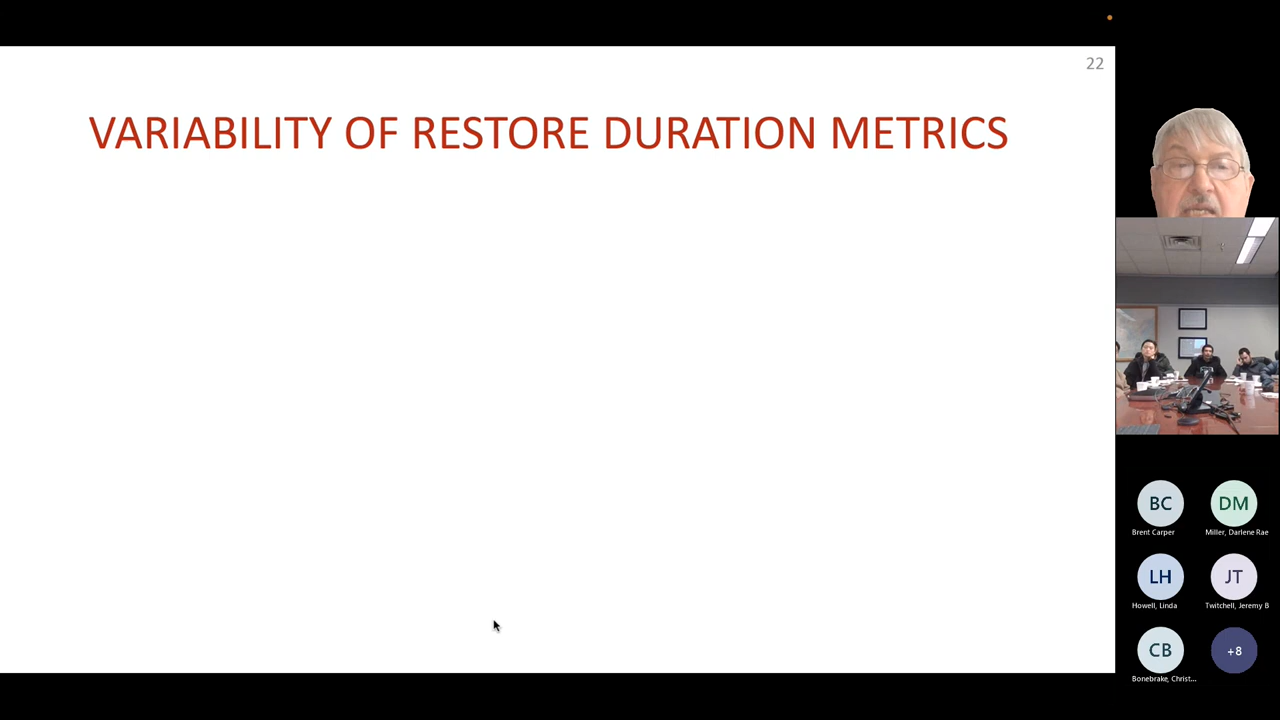 22
VARIABILITY OF RESTORE DURATION METRICS
BC
DM
Brent Carper
Miller, Darlene Rae
LH
JT
Howell, Linda
Twitchell, Jeremy B
CB
+8
Bonebrake, Christ...